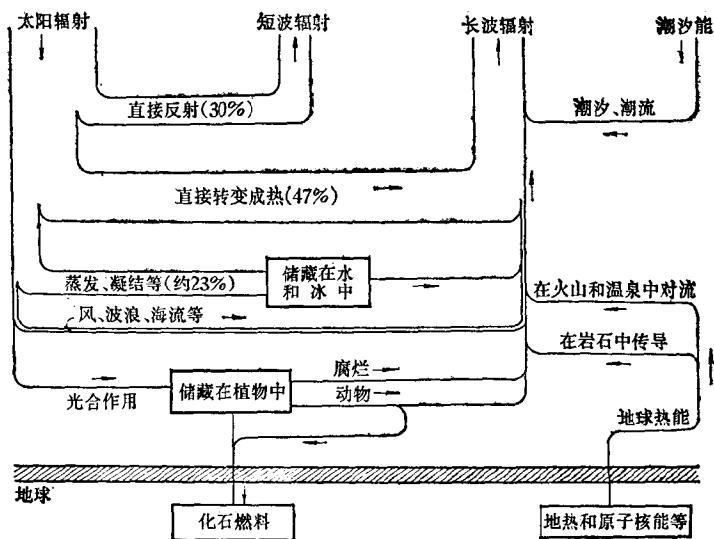 太阳辐射
短波辐射
长波辐射
潮汐能
直接反射(30%)
潮汐、潮流
直接转变成热(47%)
蒸发、凝结等(约23%)
储藏在水
和冰中
风、波浪、海流等
在火山和温泉中对流
在岩石中传导
腐烂
光合作用
储藏在植物中
动物
地球热能
地球
化石燃料
地热和原子核能等